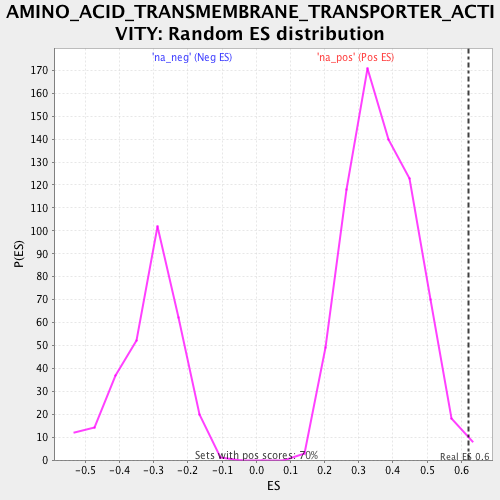 AMINO_ACID_TRANSMEMBRANE_TRANSPORTER_ACTI
VITY: Random ES distribution
'na_neg' (Neg ES) 'na_pos' (Pos ES)
170
160
150
140
130
120
110
100
90
80
70
60
50
40
30
20
10
0
P(ES)
Sets with pos scores: 70%
Real ES 0.6
-0.5 -0.4 -0.3 -0.2 -0.1 0.0 0.1 0.2 0.3 0.4 0.5 0.6
ES